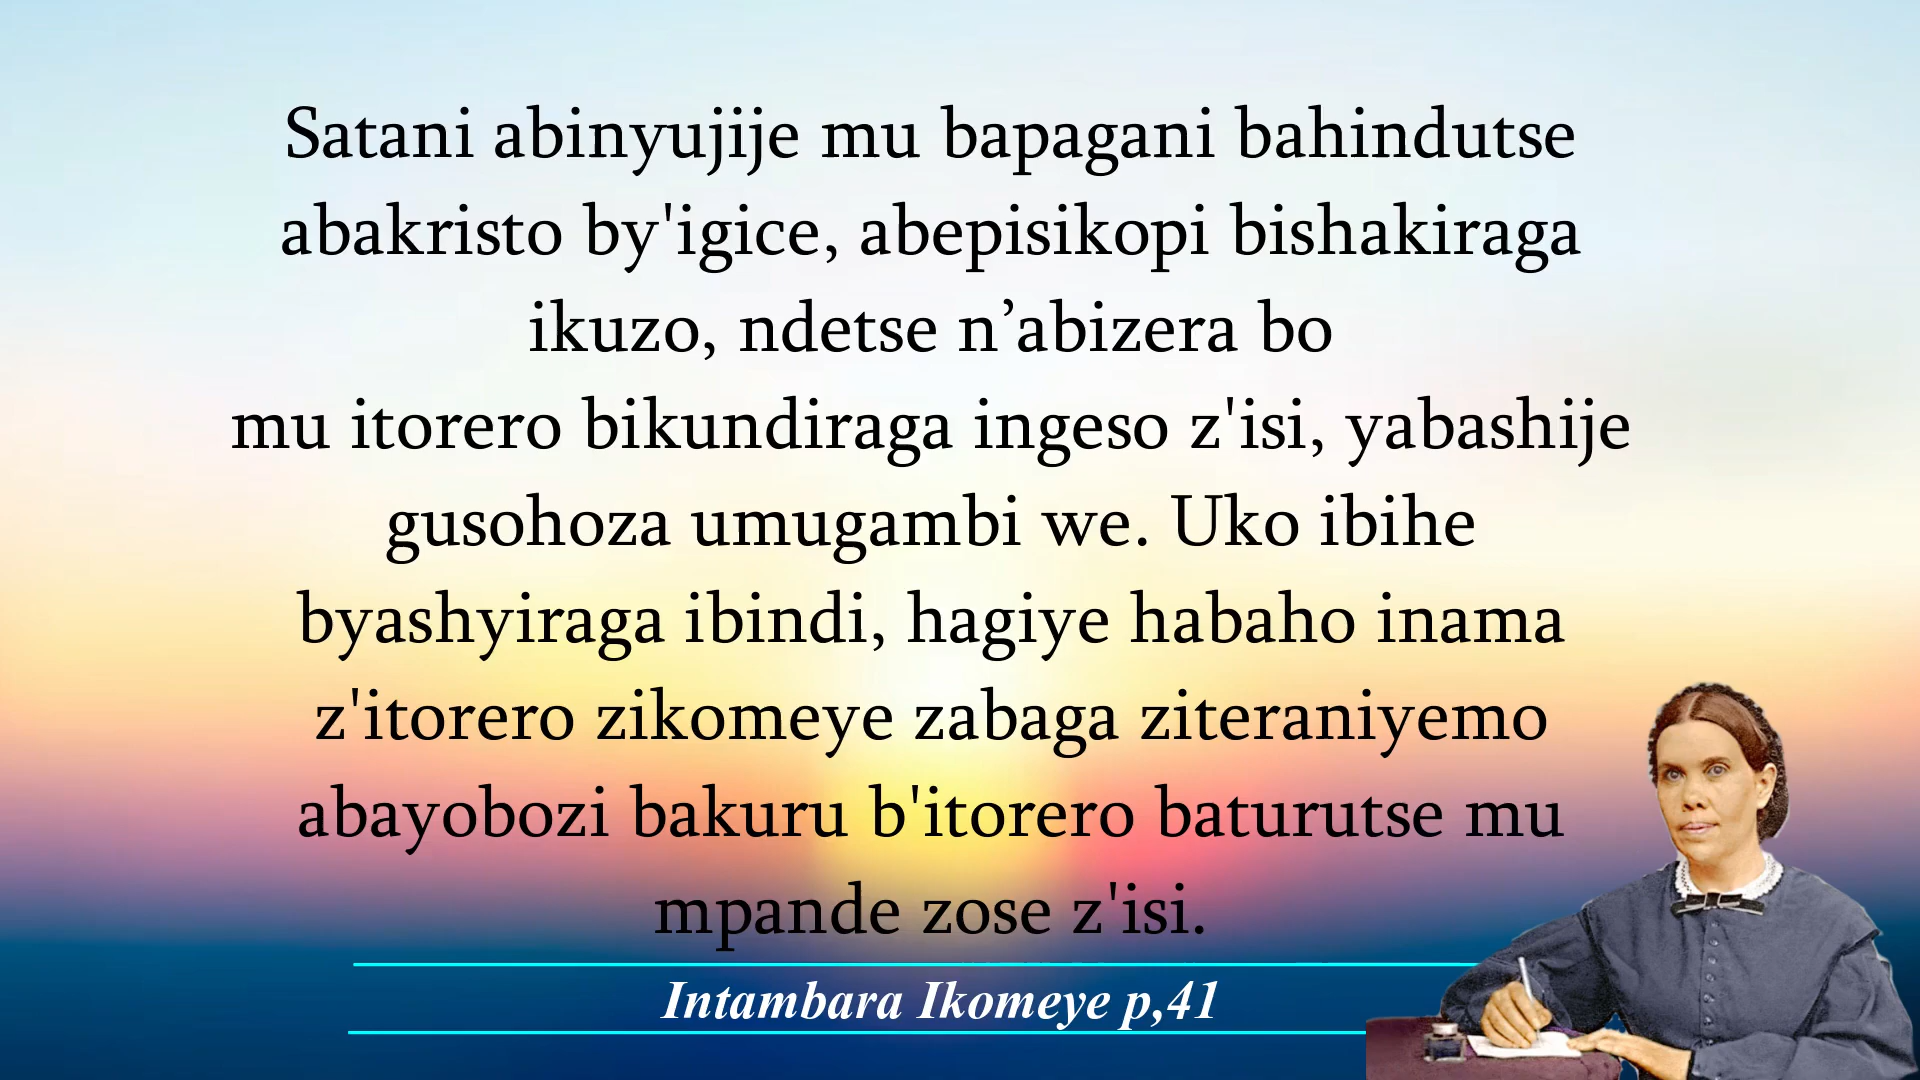 Satani abinyujije mu bapagani bahindutse
abakristo by'igice, abepisikopi bishakiraga
ikuzo, ndetse n’abizera bo
mu itorero bikundiraga ingeso z'isi, yabashije
gusohoza umugambi we. Uko ibihe
byashyiraga ibindi, hagiye habaho inama
z'itorero zikomeye zabaga ziteraniyemo
abayobozi bakuru b'itorero baturutse mu
mpande zose z'isi.
Intambara Ikomeye p,41